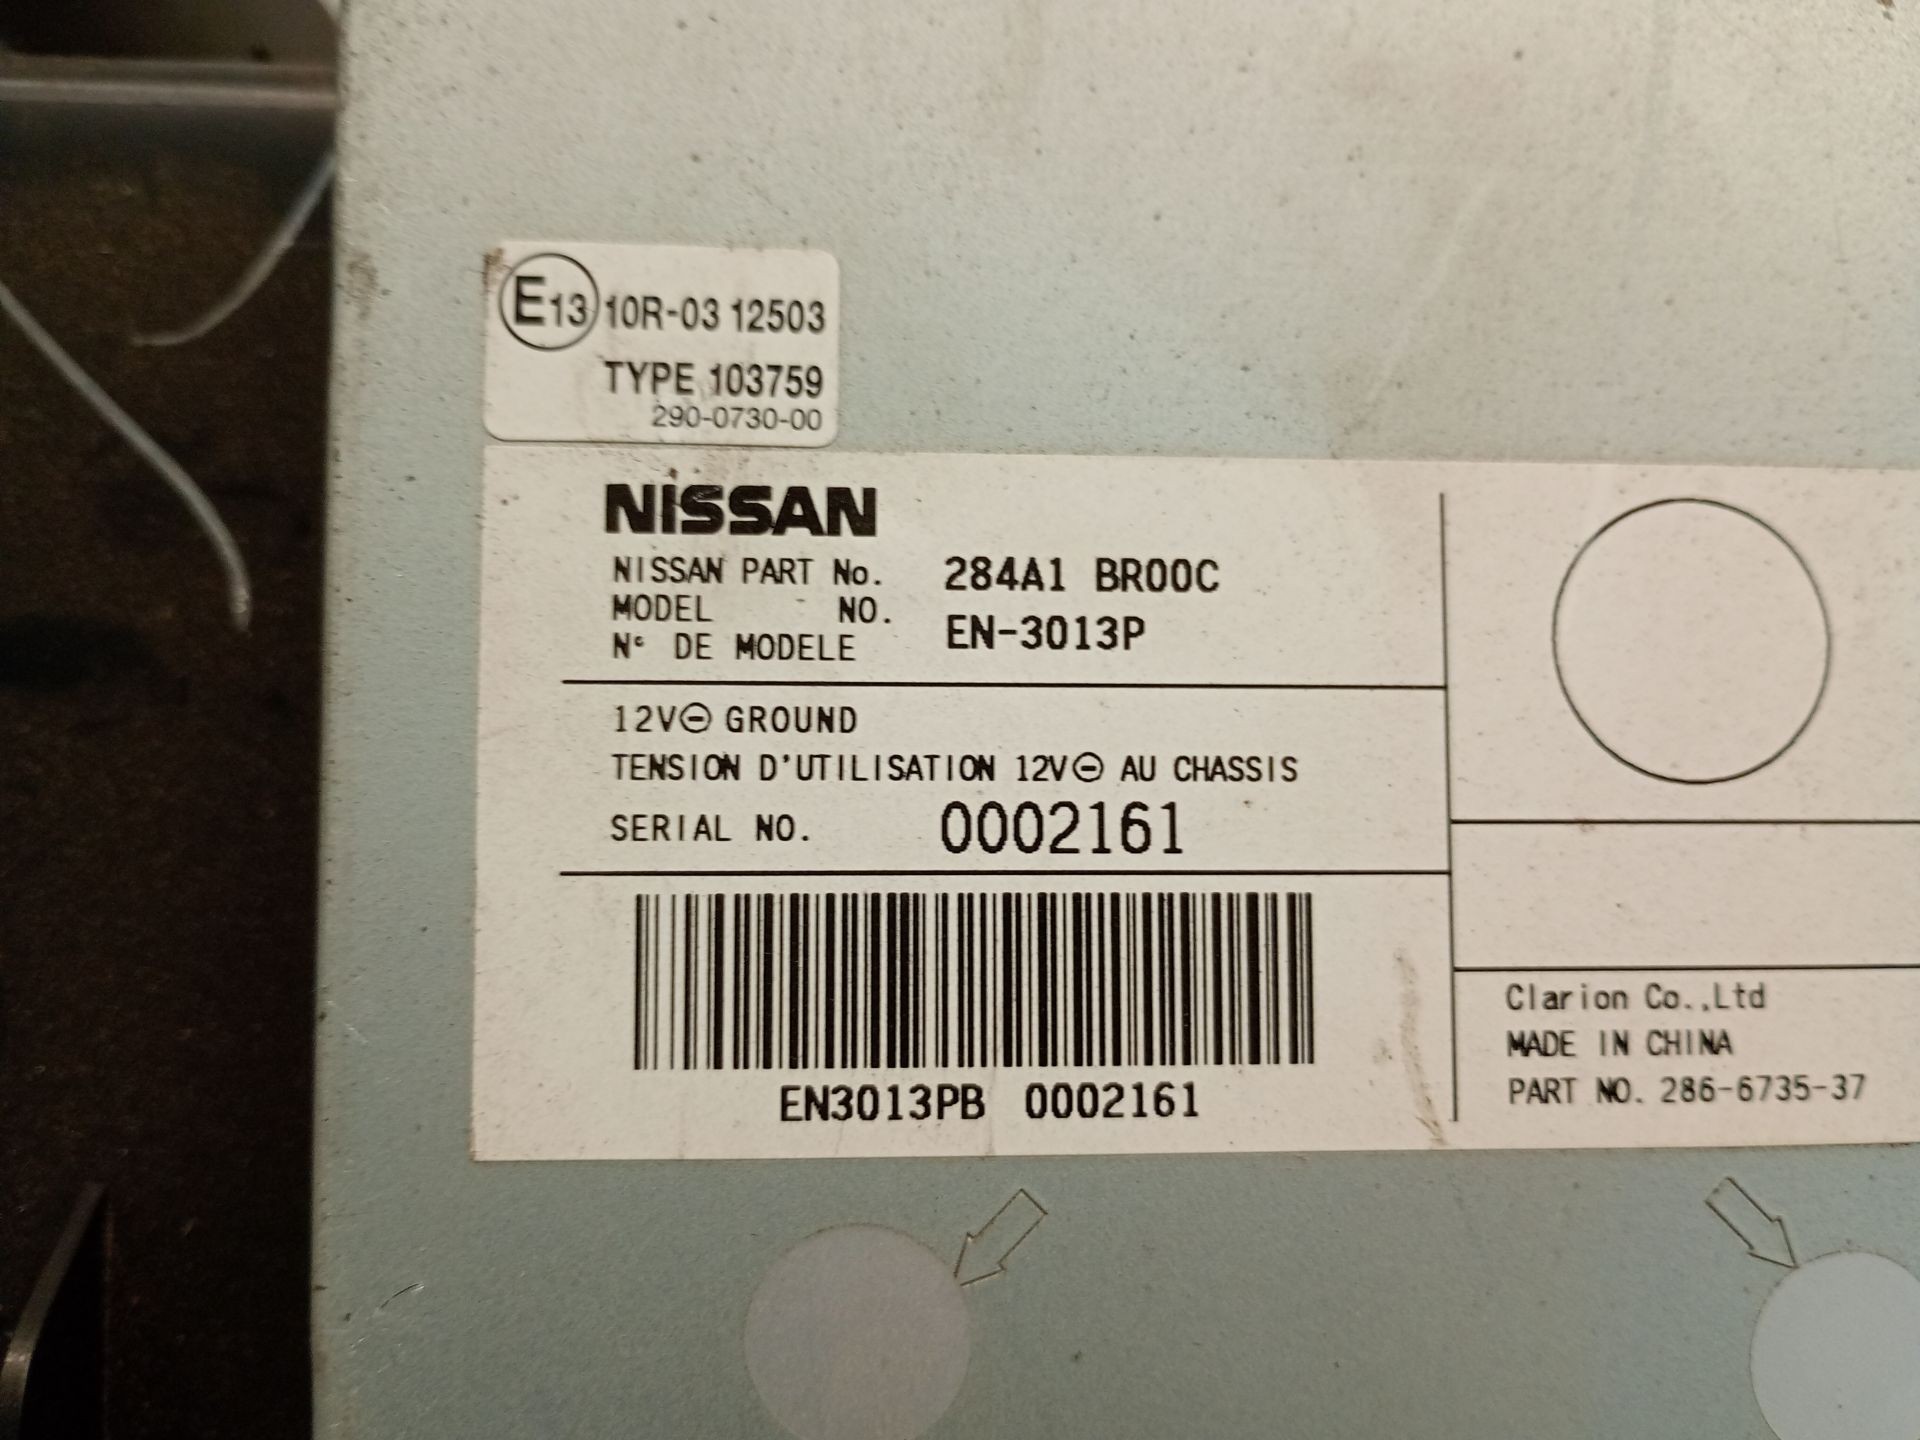 E13 10R-03 12503
TYPE 103759
290-0730-00
NISSAN
NISSAN PART No. 284A1 BR00C
MODEL NO. EN-3013P
N° DE MODELE
12V⊖ GROUND
TENSION D'UTILISATION 12V⊖ AU CHASSIS
SERIAL NO. 0002161
EN3013PB 0002161
Clarion Co.,Ltd
MADE IN CHINA
PART NO. 286-6735-37